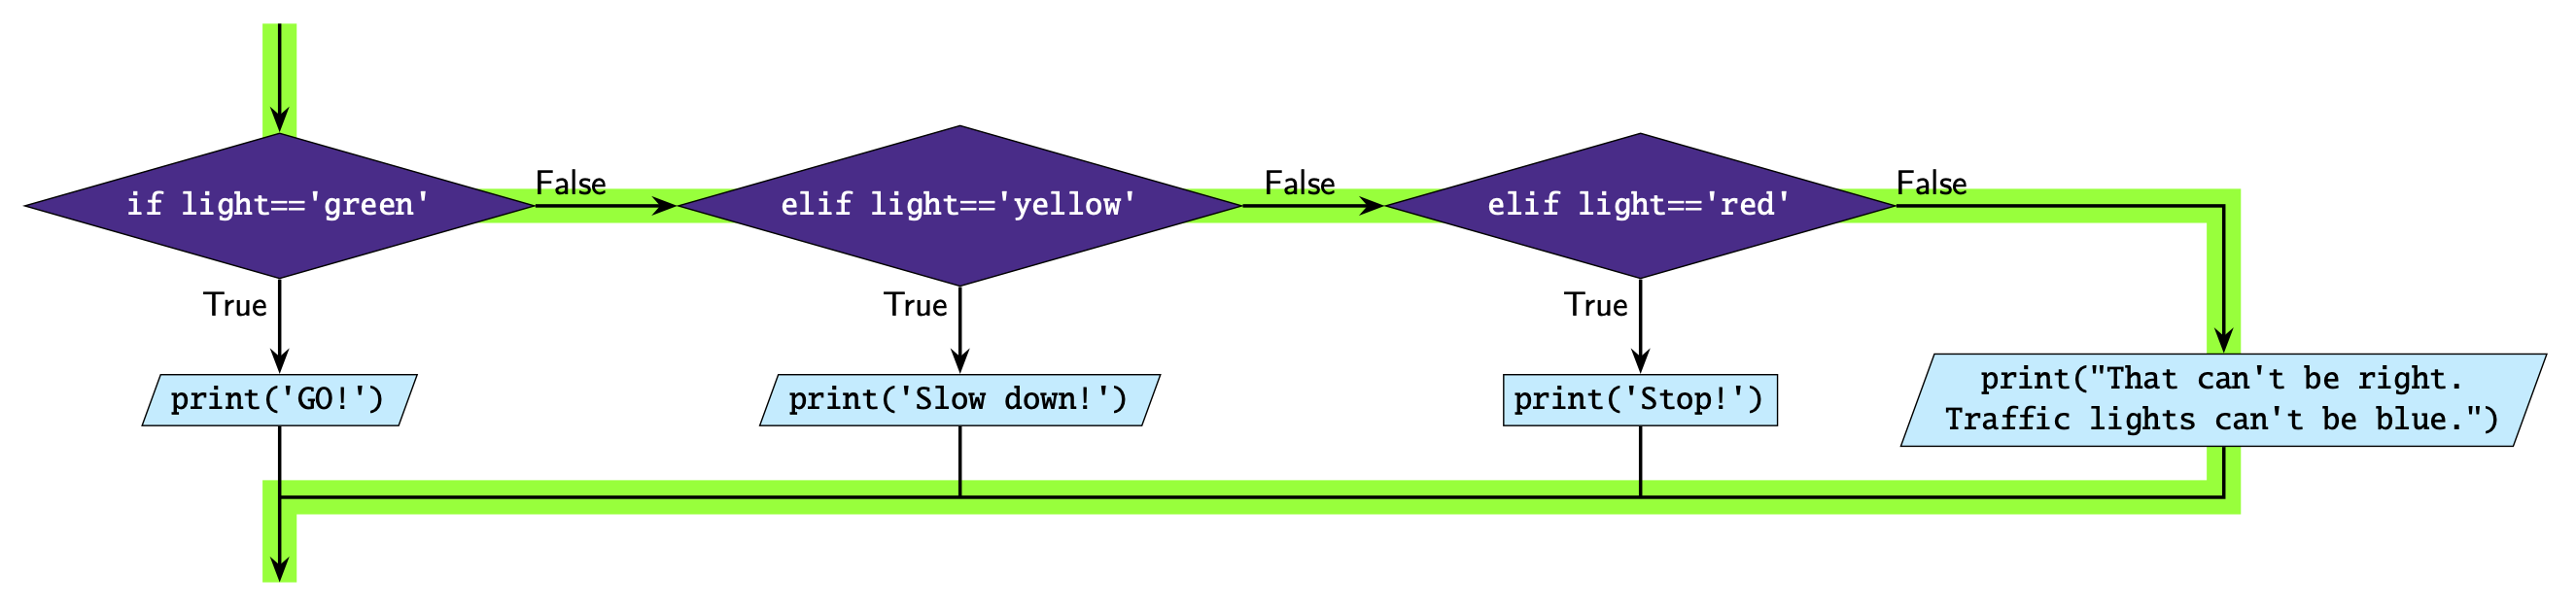 if light=='green'
False
elif light=='yellow'
False
elif light=='red'
False
True
True
True
print('GO!')
print('Slow down!')
print('Stop!')
print("That can't be right.
Traffic lights can't be blue.")